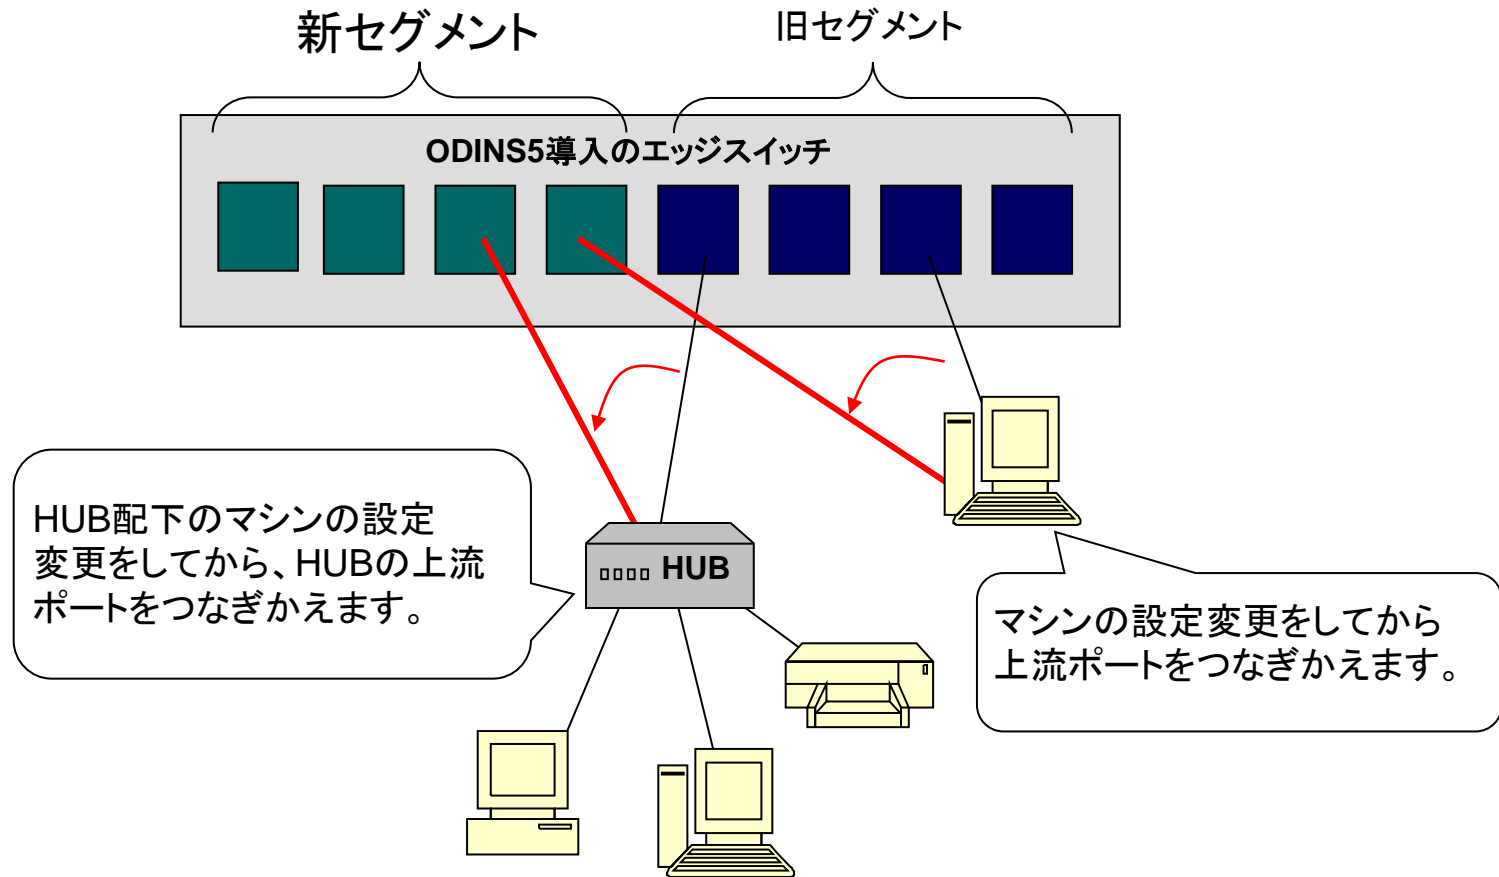 新セグメント
旧セグメント
ODINS5導入のエッジスイッチ
HUB配下のマシンの設定
変更をしてから、HUBの上流
ポートをつなぎかえます。
HUB
マシンの設定変更をしてから
上流ポートをつなぎかえます。